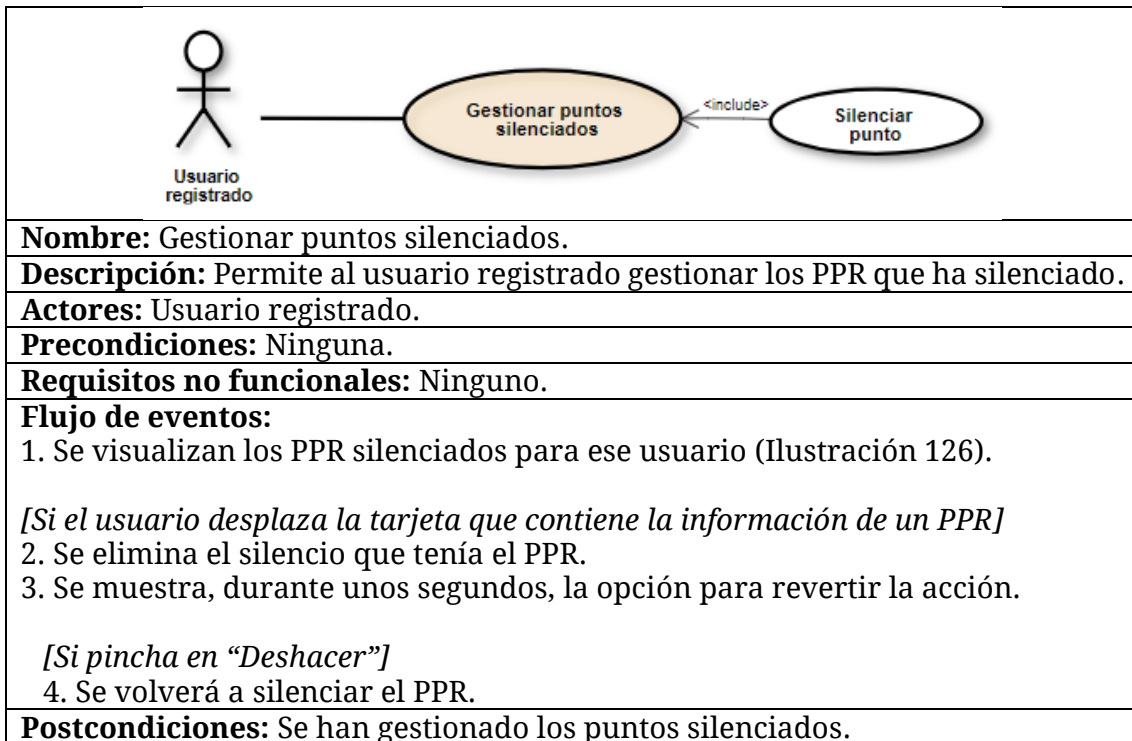 Usuario
registrado
Gestionar puntos
silenciados
<include>
Silenciar
punto
Nombre: Gestionar puntos silenciados.
Descripción: Permite al usuario registrado gestionar los PPR que ha silenciado.
Actores: Usuario registrado.
Precondiciones: Ninguna.
Requisitos no funcionales: Ninguno.
Flujo de eventos:
1. Se visualizan los PPR silenciados para ese usuario (Ilustración 126).
[Si el usuario desplaza la tarjeta que contiene la información de un PPR]
2. Se elimina el silencio que tenía el PPR.
3. Se muestra, durante unos segundos, la opción para revertir la acción.
[Si pincha en “Deshacer”]
4. Se volverá a silenciar el PPR.
Postcondiciones: Se han gestionado los puntos silenciados.